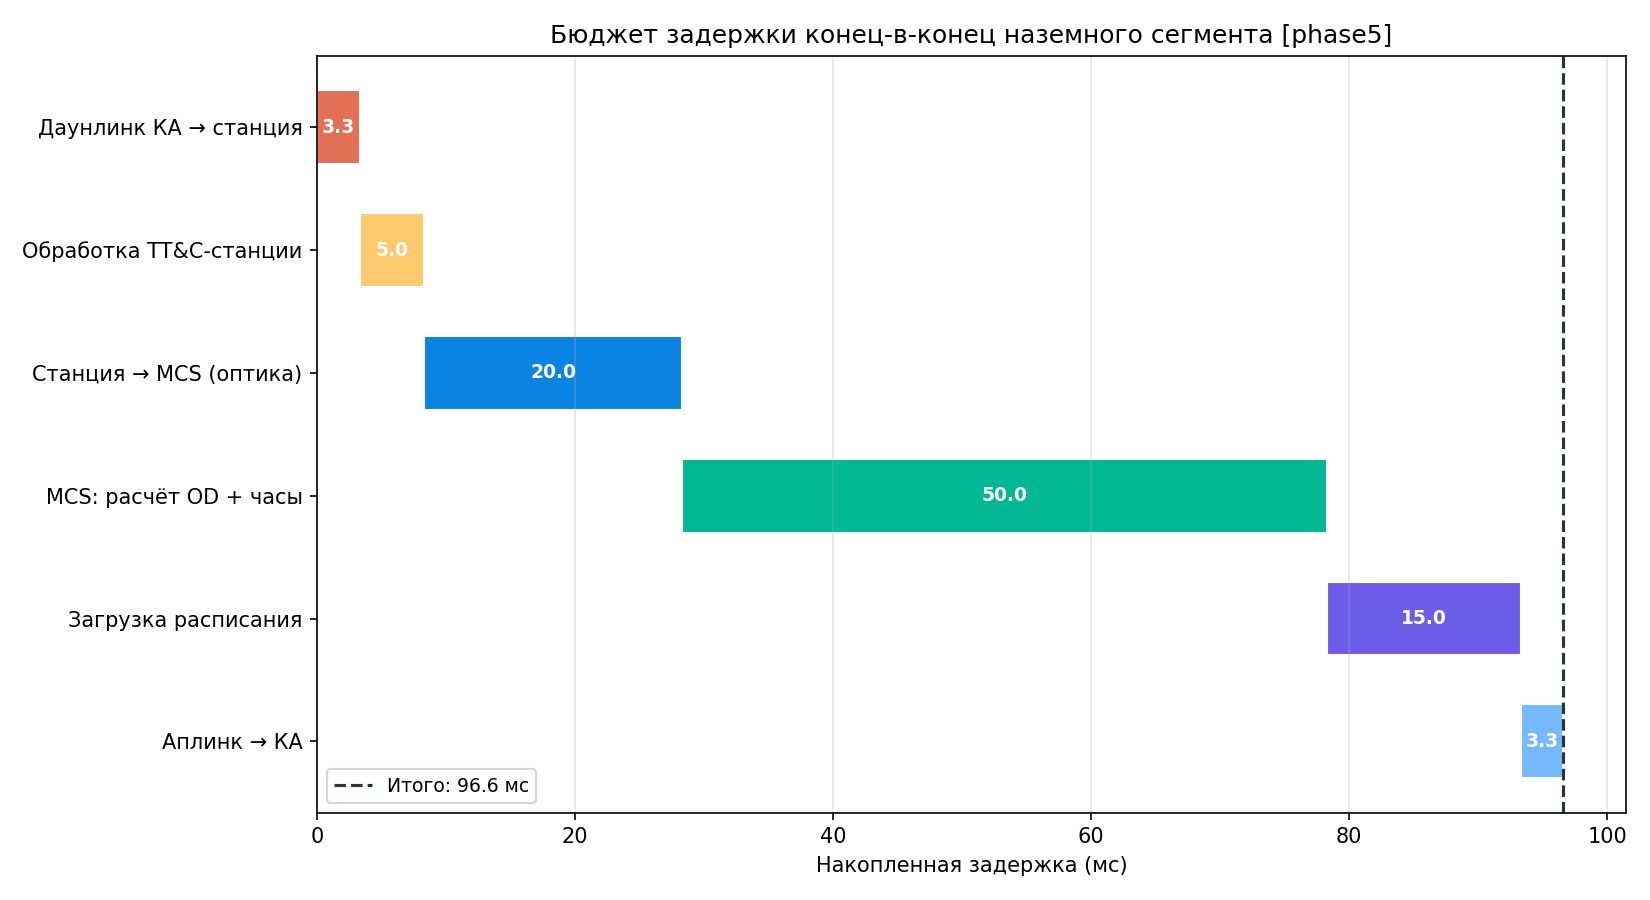 Бюджет задержки конец-в-конец наземного сегмента [phase5]
Даунлинк КА → станция
3.3
Обработка TT&C-станции
5.0
Станция → MCS (оптика)
20.0
MCS: расчёт OD + часы
50.0
Загрузка расписания
15.0
Аплинк → КА
3.3
Итого: 96.6 мс
0 20 40 60 80 100
Накопленная задержка (мс)